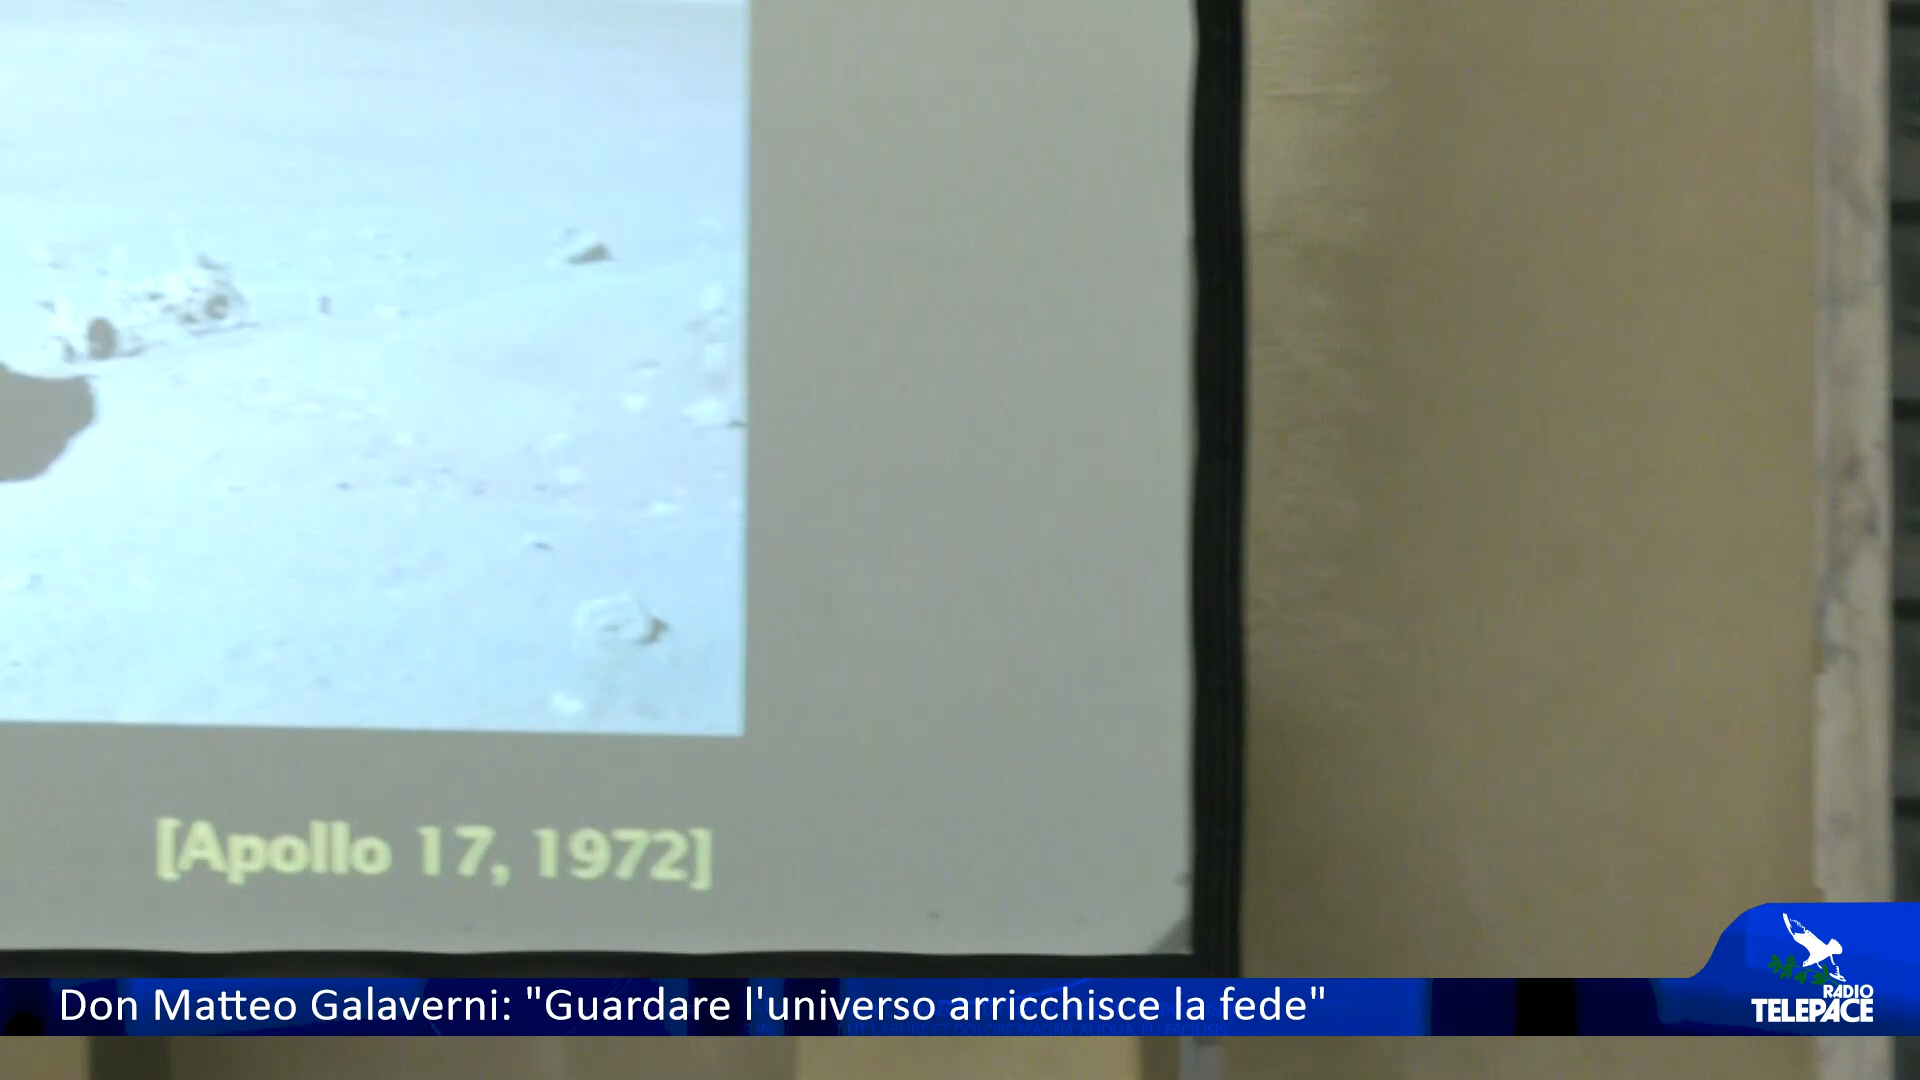 [Apollo 17, 1972]
Don Matteo Galaverni: "Guardare l'universo arricchisce la fede"
RADIO
TELEPACE